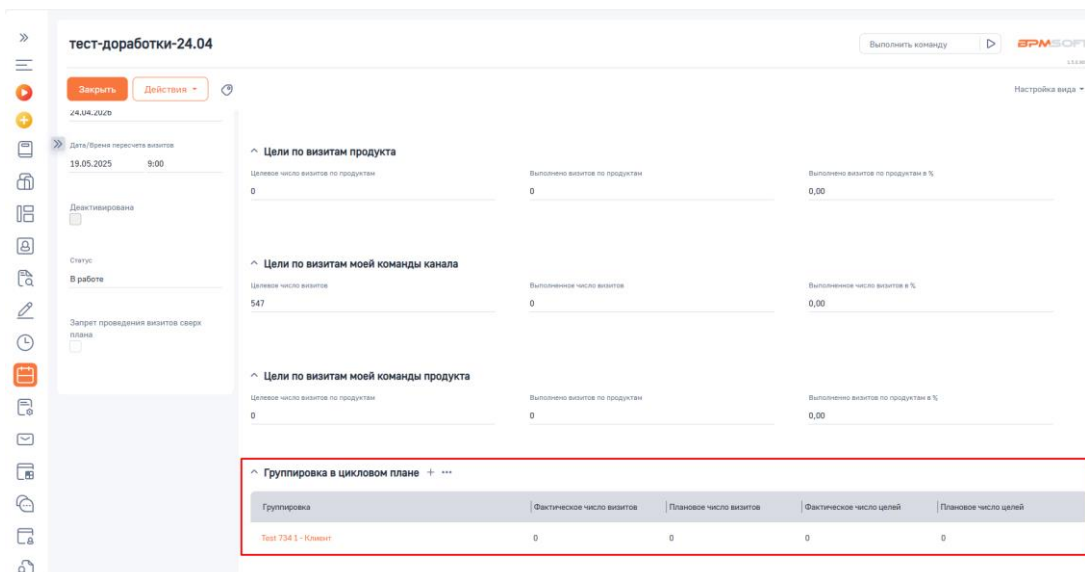 тест-доработки-24.04
Выполнить команду
BPMSOFT
Закрыть
Действия
Настройка вида
24.04.2026
Дата/Время пересчета визитов
19.05.2025 9:00
Деактивирована
Статус
В работе
Запрет проведения визитов сверх
плана
Цели по визитам продукта
Целевое число визитов по продуктам Выполнено визитов по продуктам Выполнено визитов по продуктам в %
0 0 0,00
Цели по визитам моей команды канала
Целевое число визитов Выполненное число визитов Выполненное число визитов в %
547 0 0,00
Цели по визитам моей команды продукта
Целевое число визитов по продуктам Выполнено визитов по продуктам Выполненно визитов по продуктам в %
0 0 0,00
Группировка в цикловом плане + ...
Группировка Фактическое число визитов Плановое число визитов Фактическое число целей Плановое число целей
Test 734 1 - Клиент 0 0 0 0